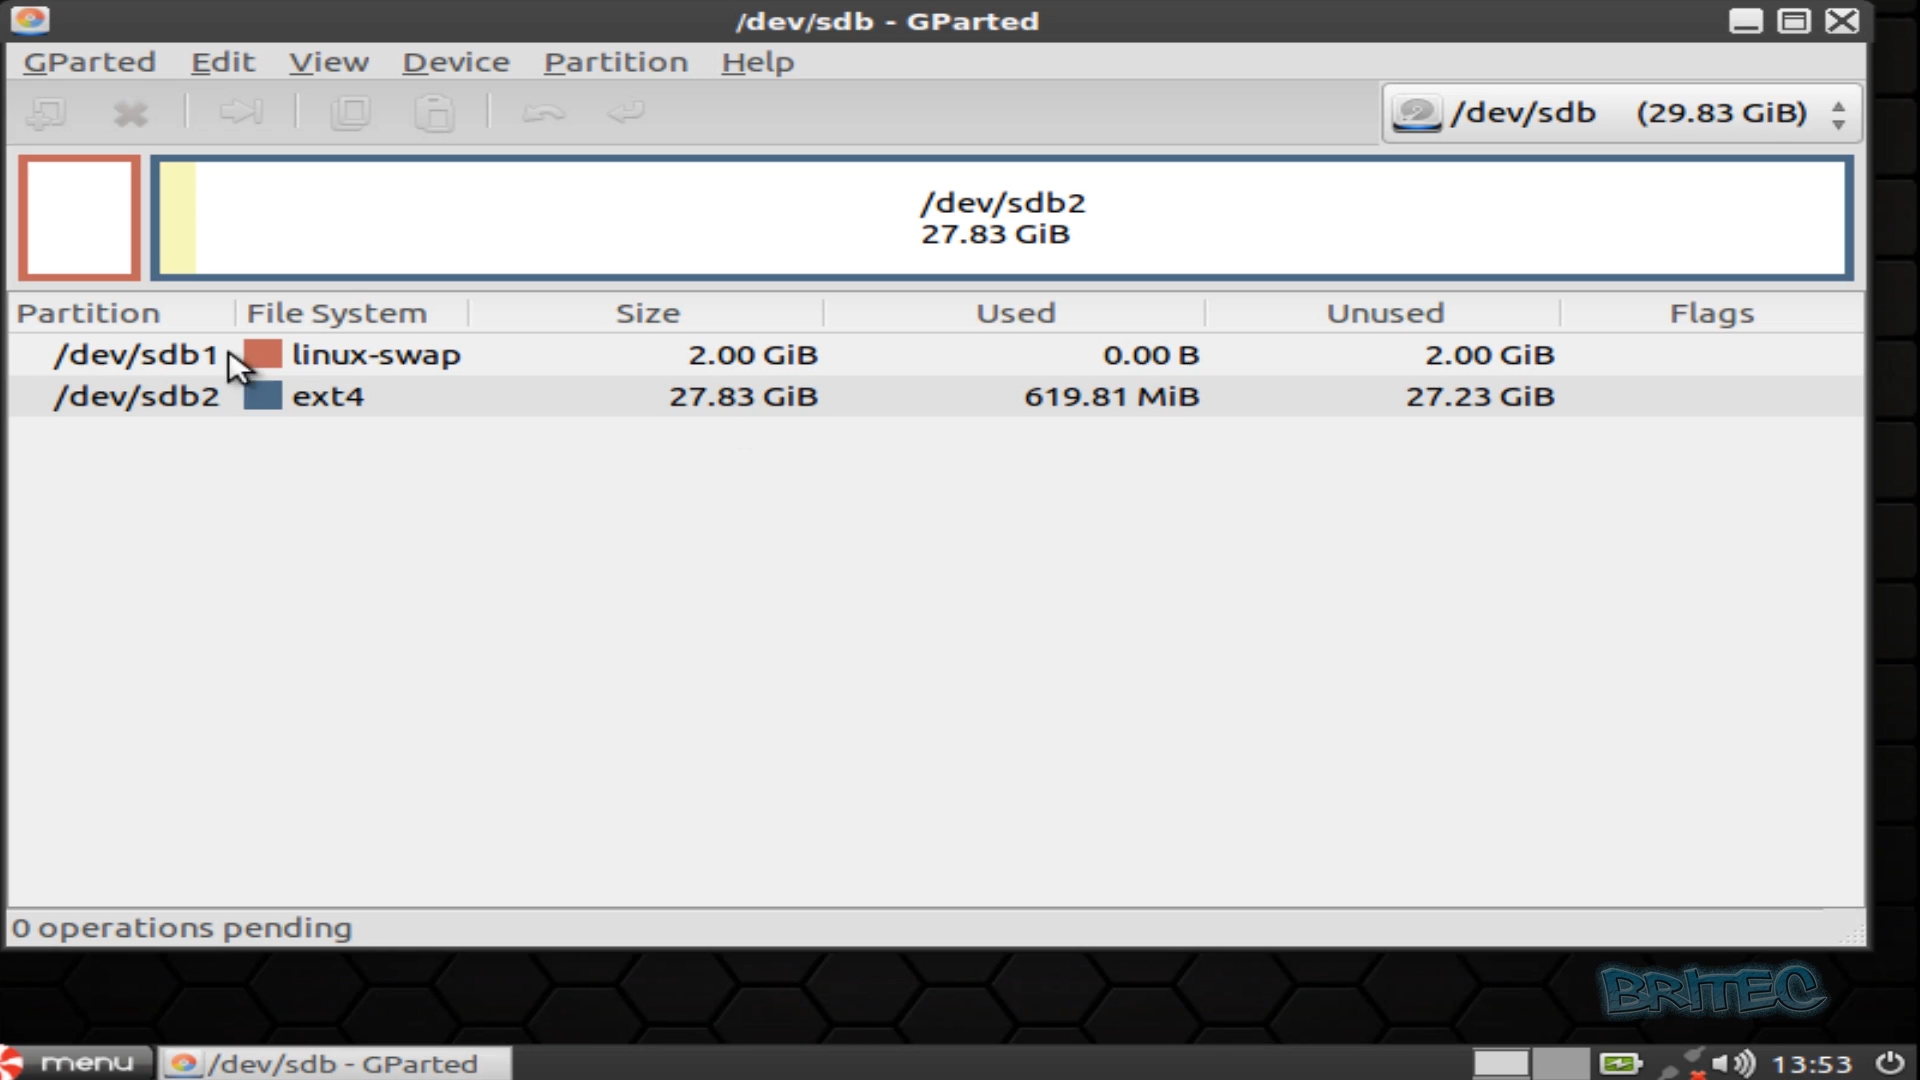 /dev/sdb - GParted
GParted Edit View Device Partition Help
/dev/sdb (29.83 GiB)
/dev/sdb2
27.83 GiB
Partition File System Size Used Unused Flags
/dev/sdb1 linux-swap 2.00 GiB 0.00 B 2.00 GiB
/dev/sdb2 ext4 27.83 GiB 619.81 MiB 27.23 GiB
0 operations pending
BRITEC
menu /dev/sdb - GParted 13:53